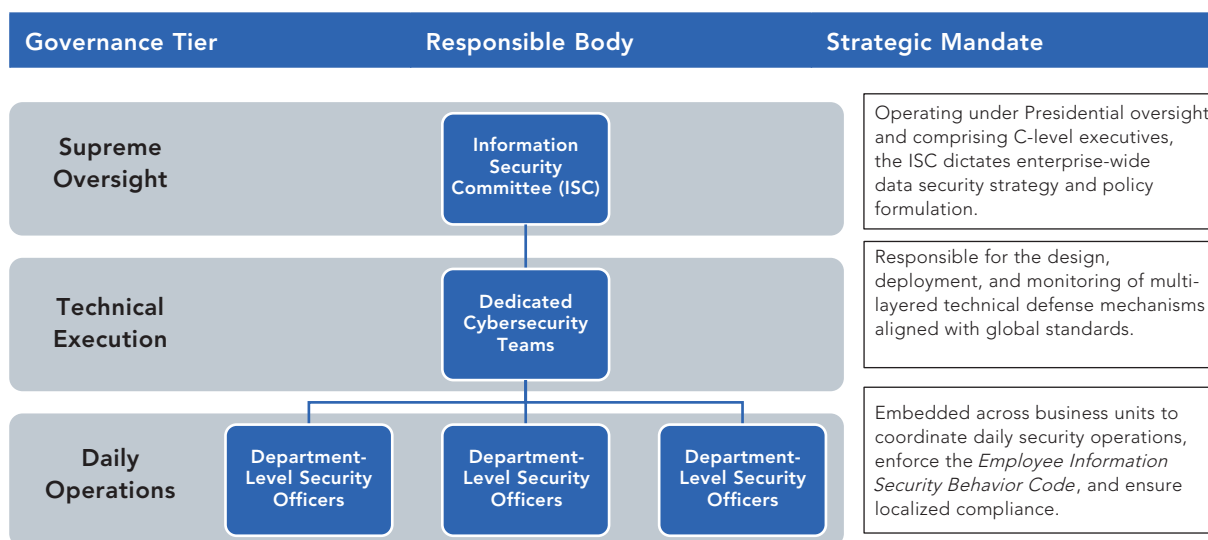 Governance Tier
Responsible Body
Strategic Mandate
Supreme
Oversight
Information
Security
Committee (ISC)
Operating under Presidential oversight
and comprising C-level executives,
the ISC dictates enterprise-wide
data security strategy and policy
formulation.
Technical
Execution
Dedicated
Cybersecurity
Teams
Responsible for the design,
deployment, and monitoring of multi-
layered technical defense mechanisms
aligned with global standards.
Daily
Operations
Department-
Level Security
Officers
Department-
Level Security
Officers
Department-
Level Security
Officers
Embedded across business units to
coordinate daily security operations,
enforce the Employee Information
Security Behavior Code, and ensure
localized compliance.